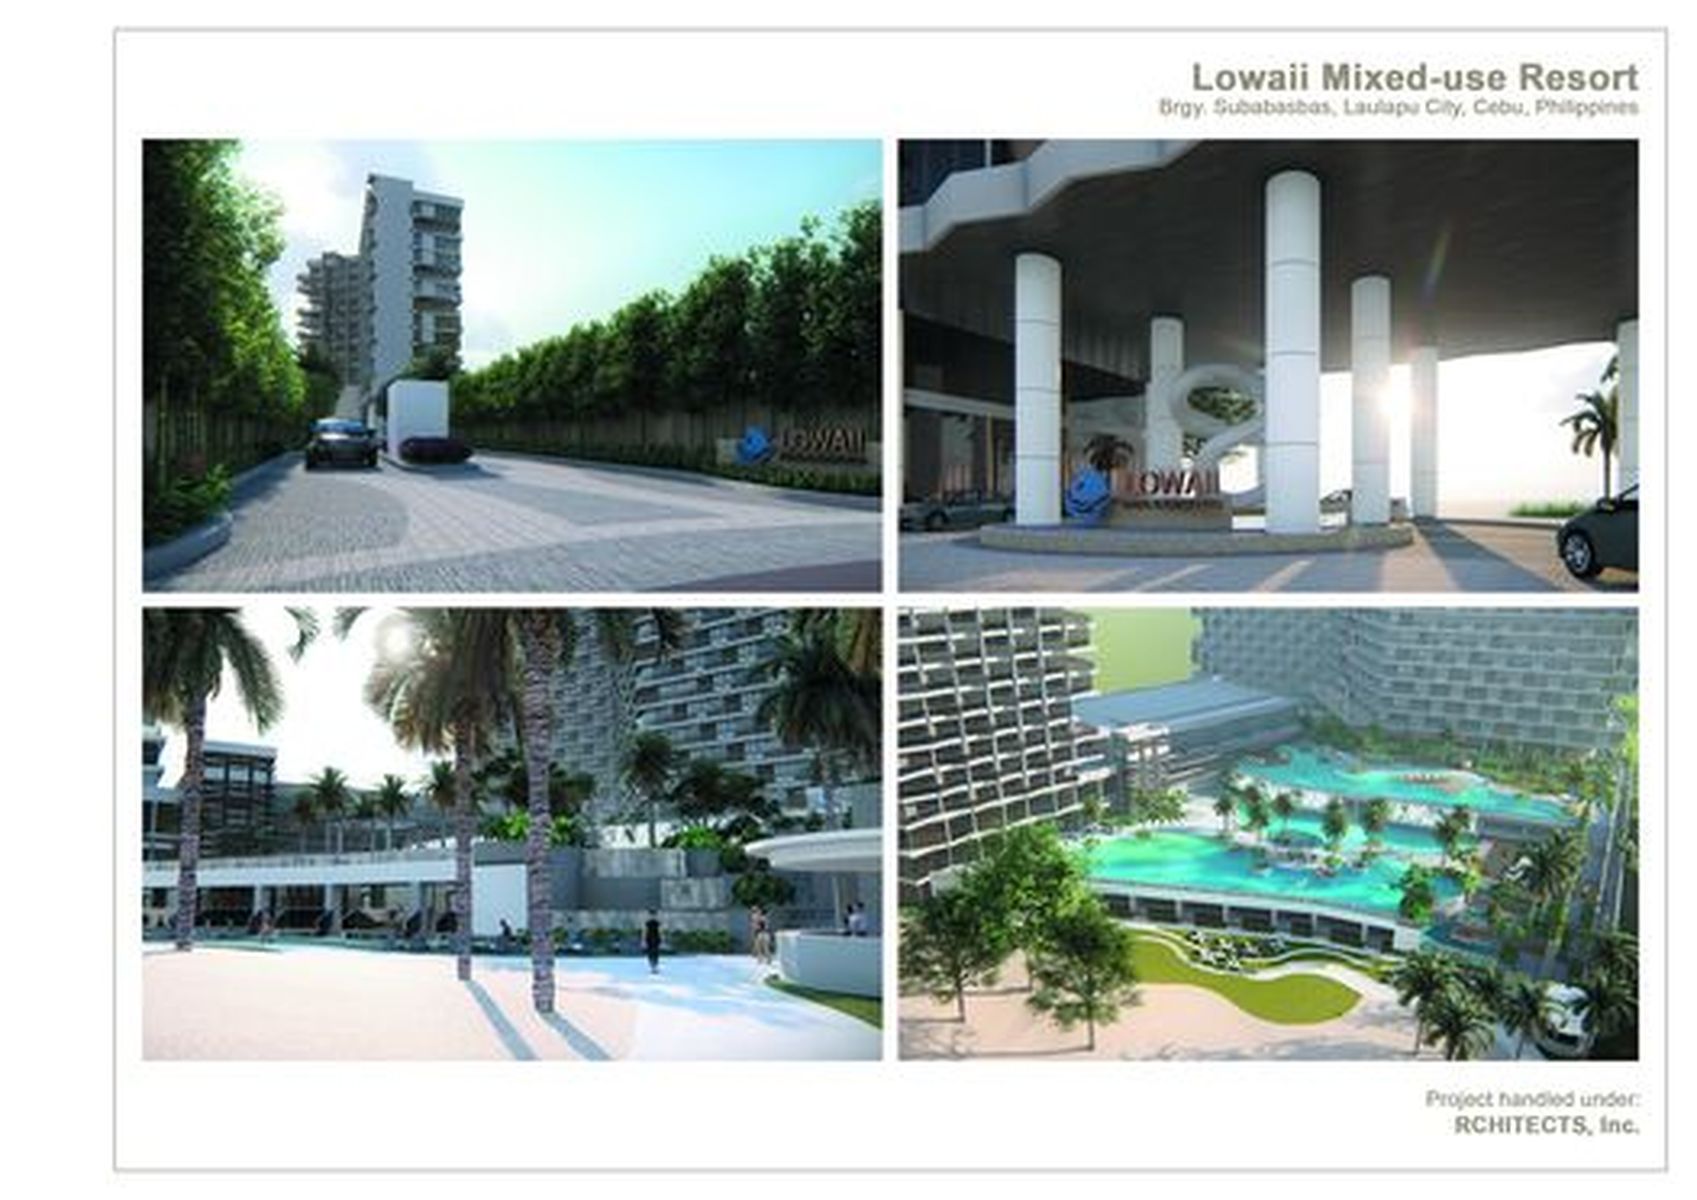 Lowaii Mixed-use Resort
Brgy. Subabasbas, Laulapu City, Cebu, Philippines
LOWAII
LOWAII
Project handled under:
RCHITECTS, Inc.